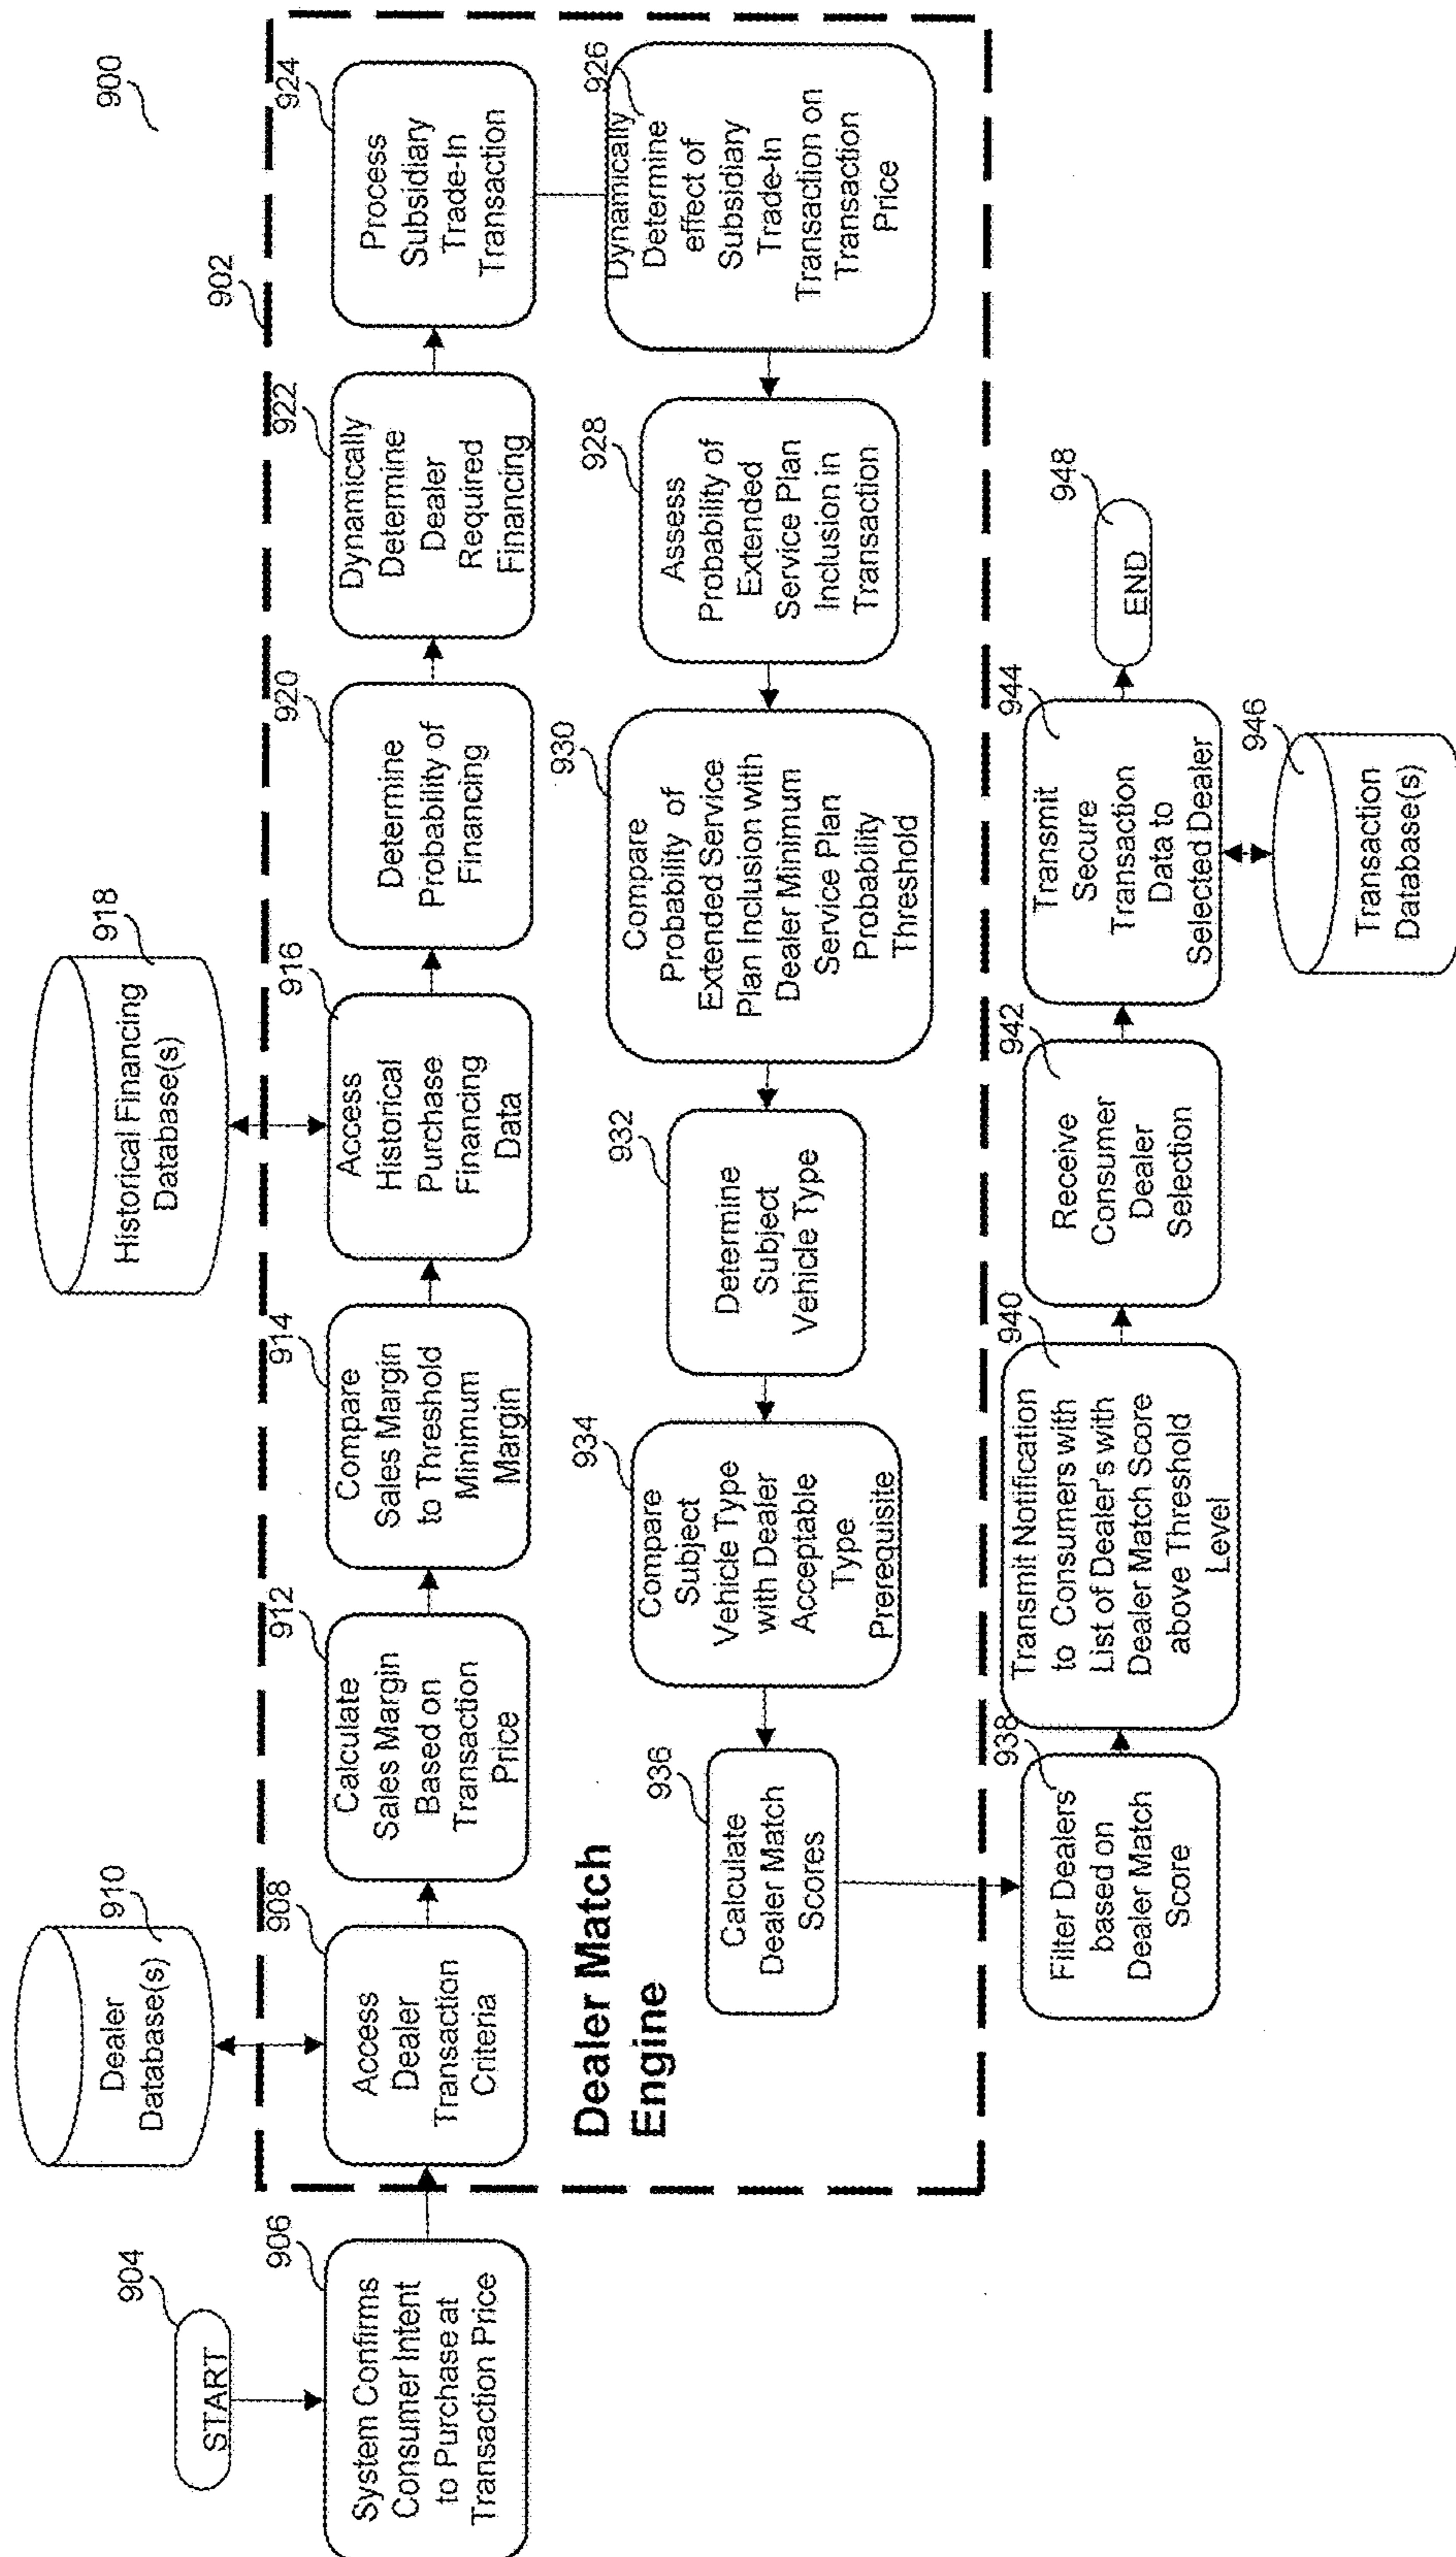 900
902
904
START
906
System Confirms
Consumer Intent
to Purchase at
Transaction Price
Dealer
Database(s)
910
908
Access
Dealer
Transaction
Criteria
912
Calculate
Sales Margin
Based on
Transaction
Price
914
Compare
Sales Margin
to Threshold
Minimum
Margin
Historical Financing
Database(s)
918
916
Access
Historical
Purchase
Financing
Data
920
Determine
Probability of
Financing
922
Dynamically
Determine
Dealer
Required
Financing
924
Process
Subsidiary
Trade-In
Transaction
926
Dynamically
Determine
effect of
Subsidiary
Trade-In
Transaction on
Transaction
Price
928
Assess
Probability of
Extended
Service Plan
Inclusion in
Transaction
930
Compare
Probability of
Extended Service
Plan Inclusion with
Dealer Minimum
Service Plan
Probability
Threshold
932
Determine
Subject
Vehicle Type
934
Compare
Subject
Vehicle Type
with Dealer
Acceptable
Type
Prerequisite
936
Calculate
Dealer Match
Scores
Dealer Match
Engine
938
Filter Dealers
based on
Dealer Match
Score
940
Transmit Notification
to Consumers with
List of Dealer's with
Dealer Match Score
above Threshold
Level
942
Receive
Consumer
Dealer
Selection
944
Transmit
Secure
Transaction
Data to
Selected Dealer
946
Transaction
Database(s)
948
END